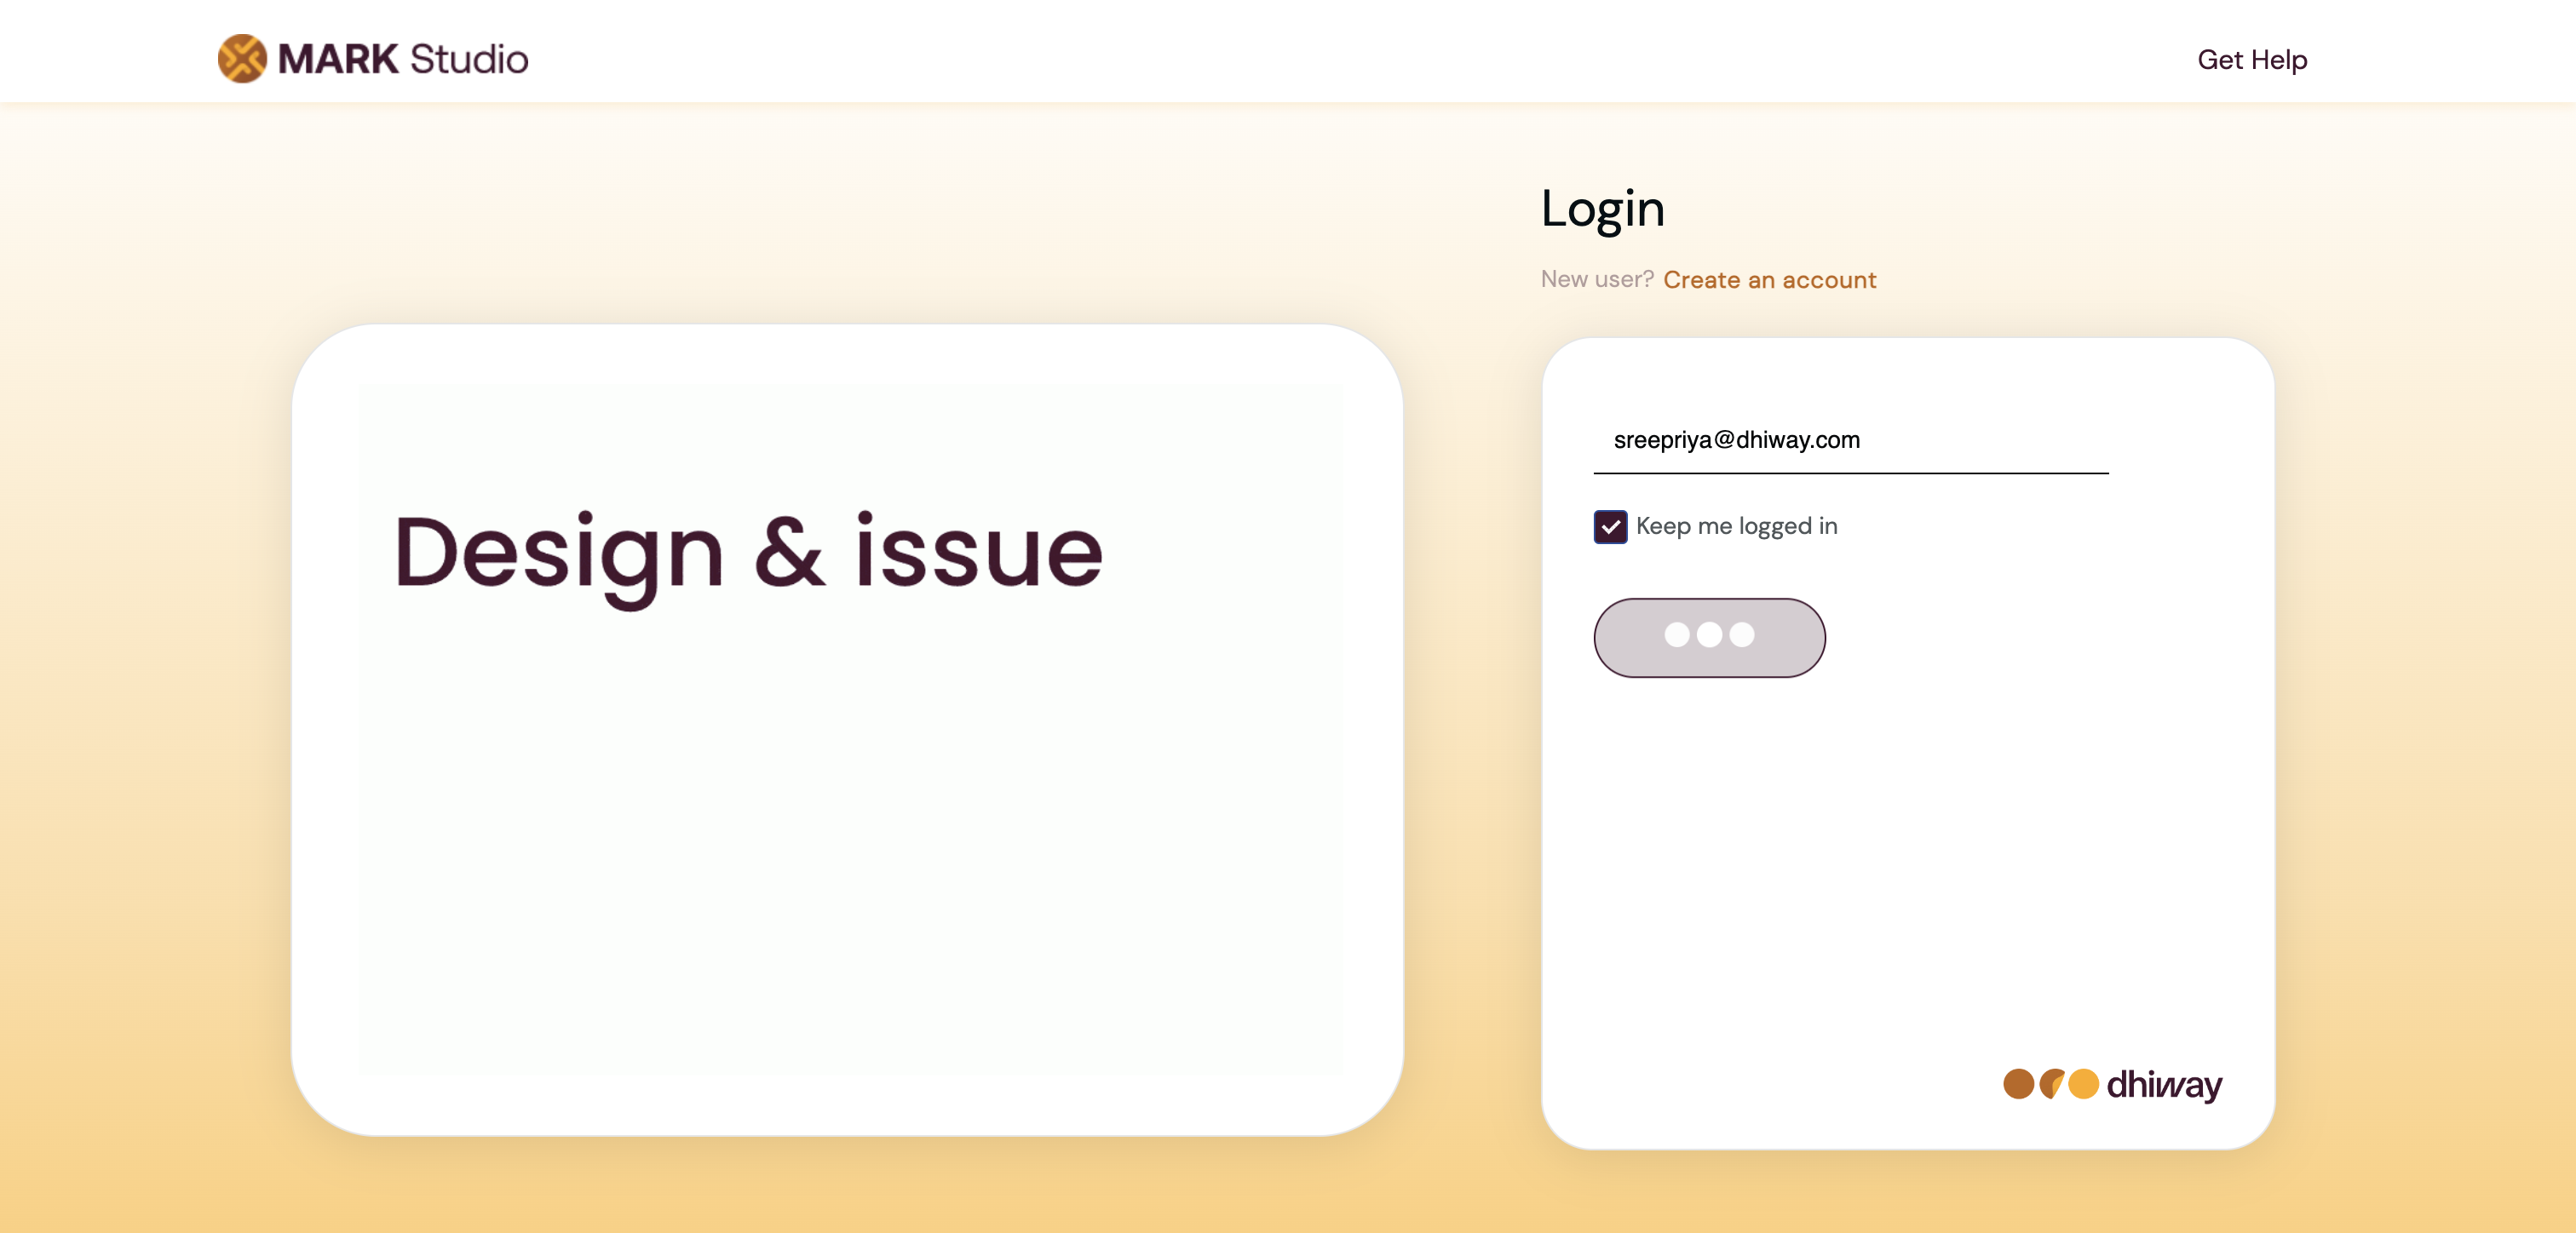 MARK Studio
Get Help
Login
New user? Create an account
Design & issue
sreepriya@dhiway.com
Keep me logged in
dhiway